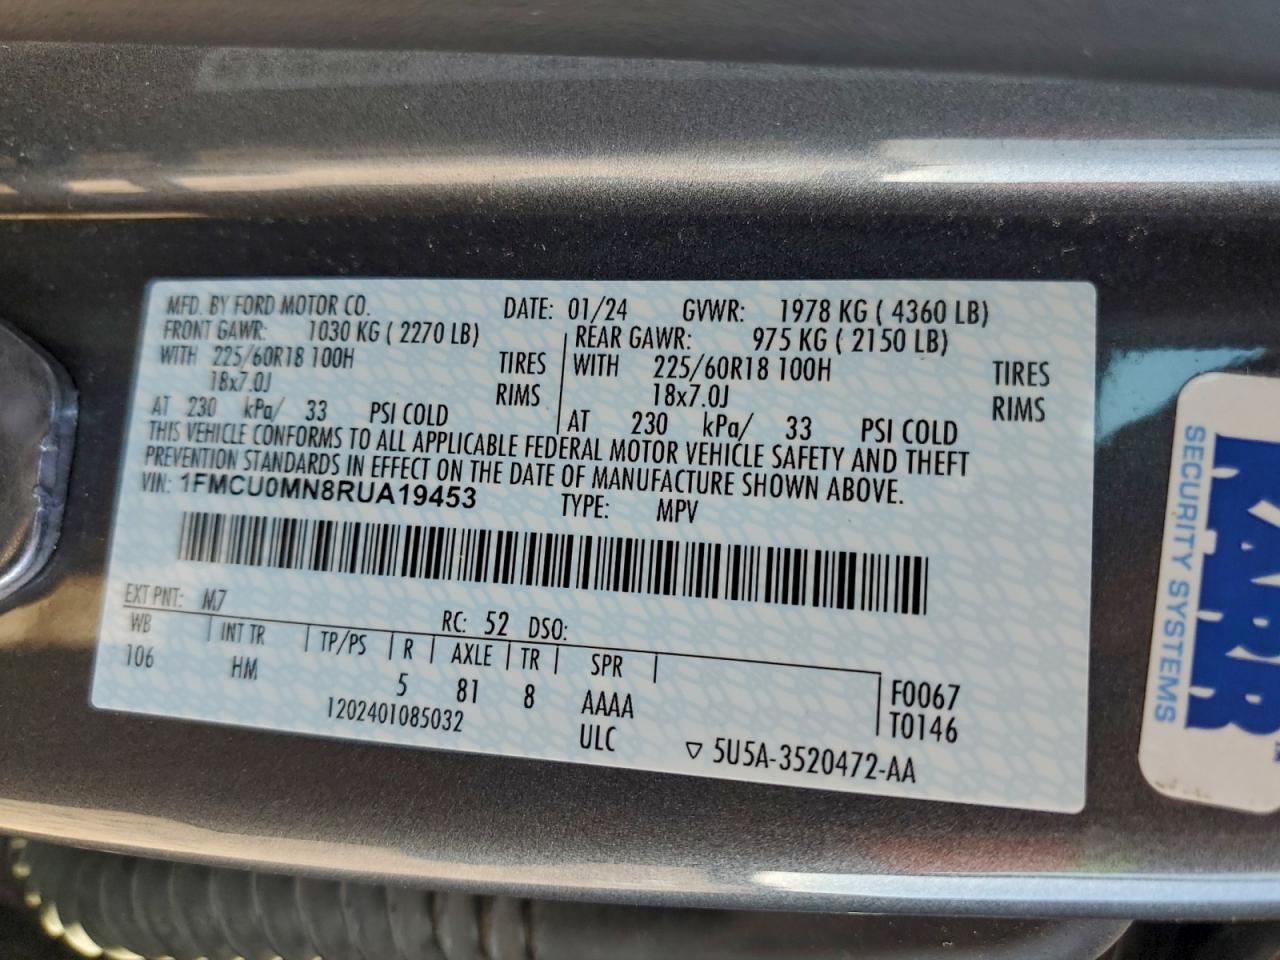 MFD. BY FORD MOTOR CO. DATE: 01/24 GVWR: 1978 KG ( 4360 LB)
FRONT GAWR: 1030 KG ( 2270 LB) REAR GAWR: 975 KG ( 2150 LB)
WITH 225/60R18 100H TIRES WITH 225/60R18 100H TIRES
18x7.0J RIMS 18x7.0J RIMS
AT 230 kPa/ 33 PSI COLD AT 230 kPa/ 33 PSI COLD
THIS VEHICLE CONFORMS TO ALL APPLICABLE FEDERAL MOTOR VEHICLE SAFETY AND THEFT
PREVENTION STANDARDS IN EFFECT ON THE DATE OF MANUFACTURE SHOWN ABOVE.
VIN: 1FMCU0MN8RUA19453 TYPE: MPV
EXT PNT: M7 RC: 52 DSO:
WB INT TR TP/PS R AXLE TR SPR
106 HM 5 81 8 AAAA F0067
1202401085032 ULC T0146
▽ 5U5A-3520472-AA
SECURITY SYSTEMS